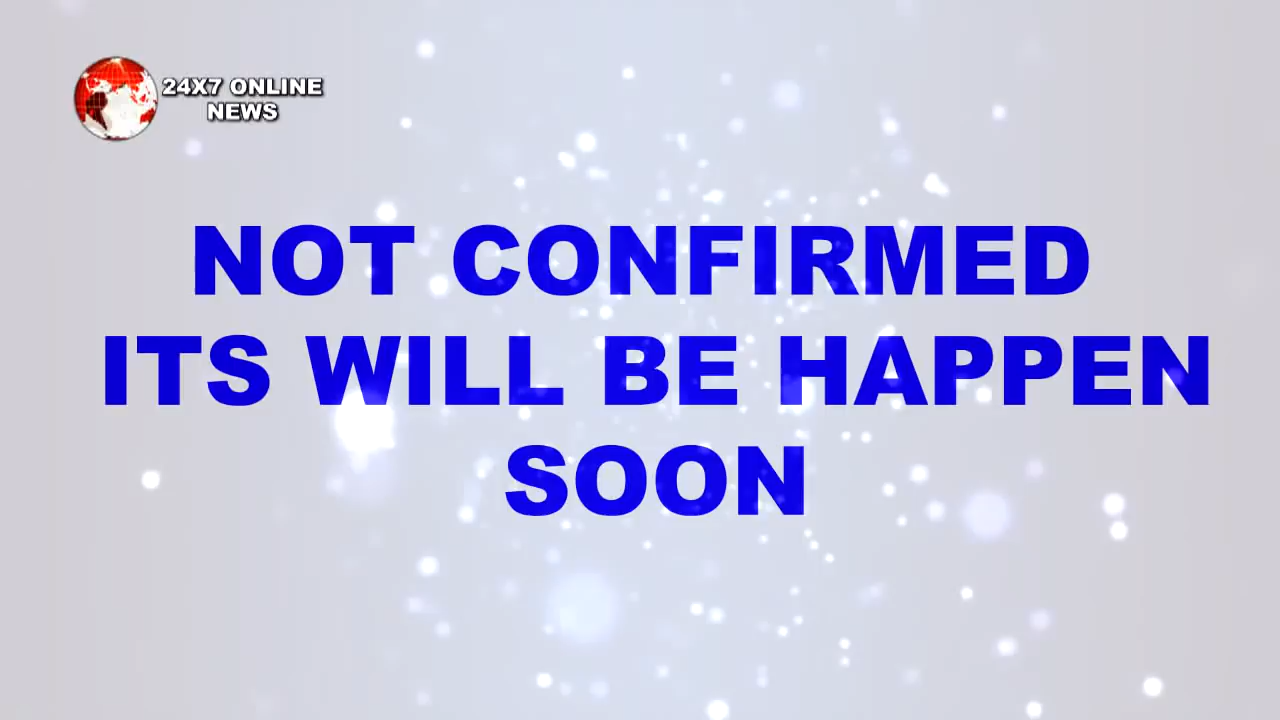 24X7 ONLINE
NEWS
NOT CONFIRMED
ITS WILL BE HAPPEN
SOON